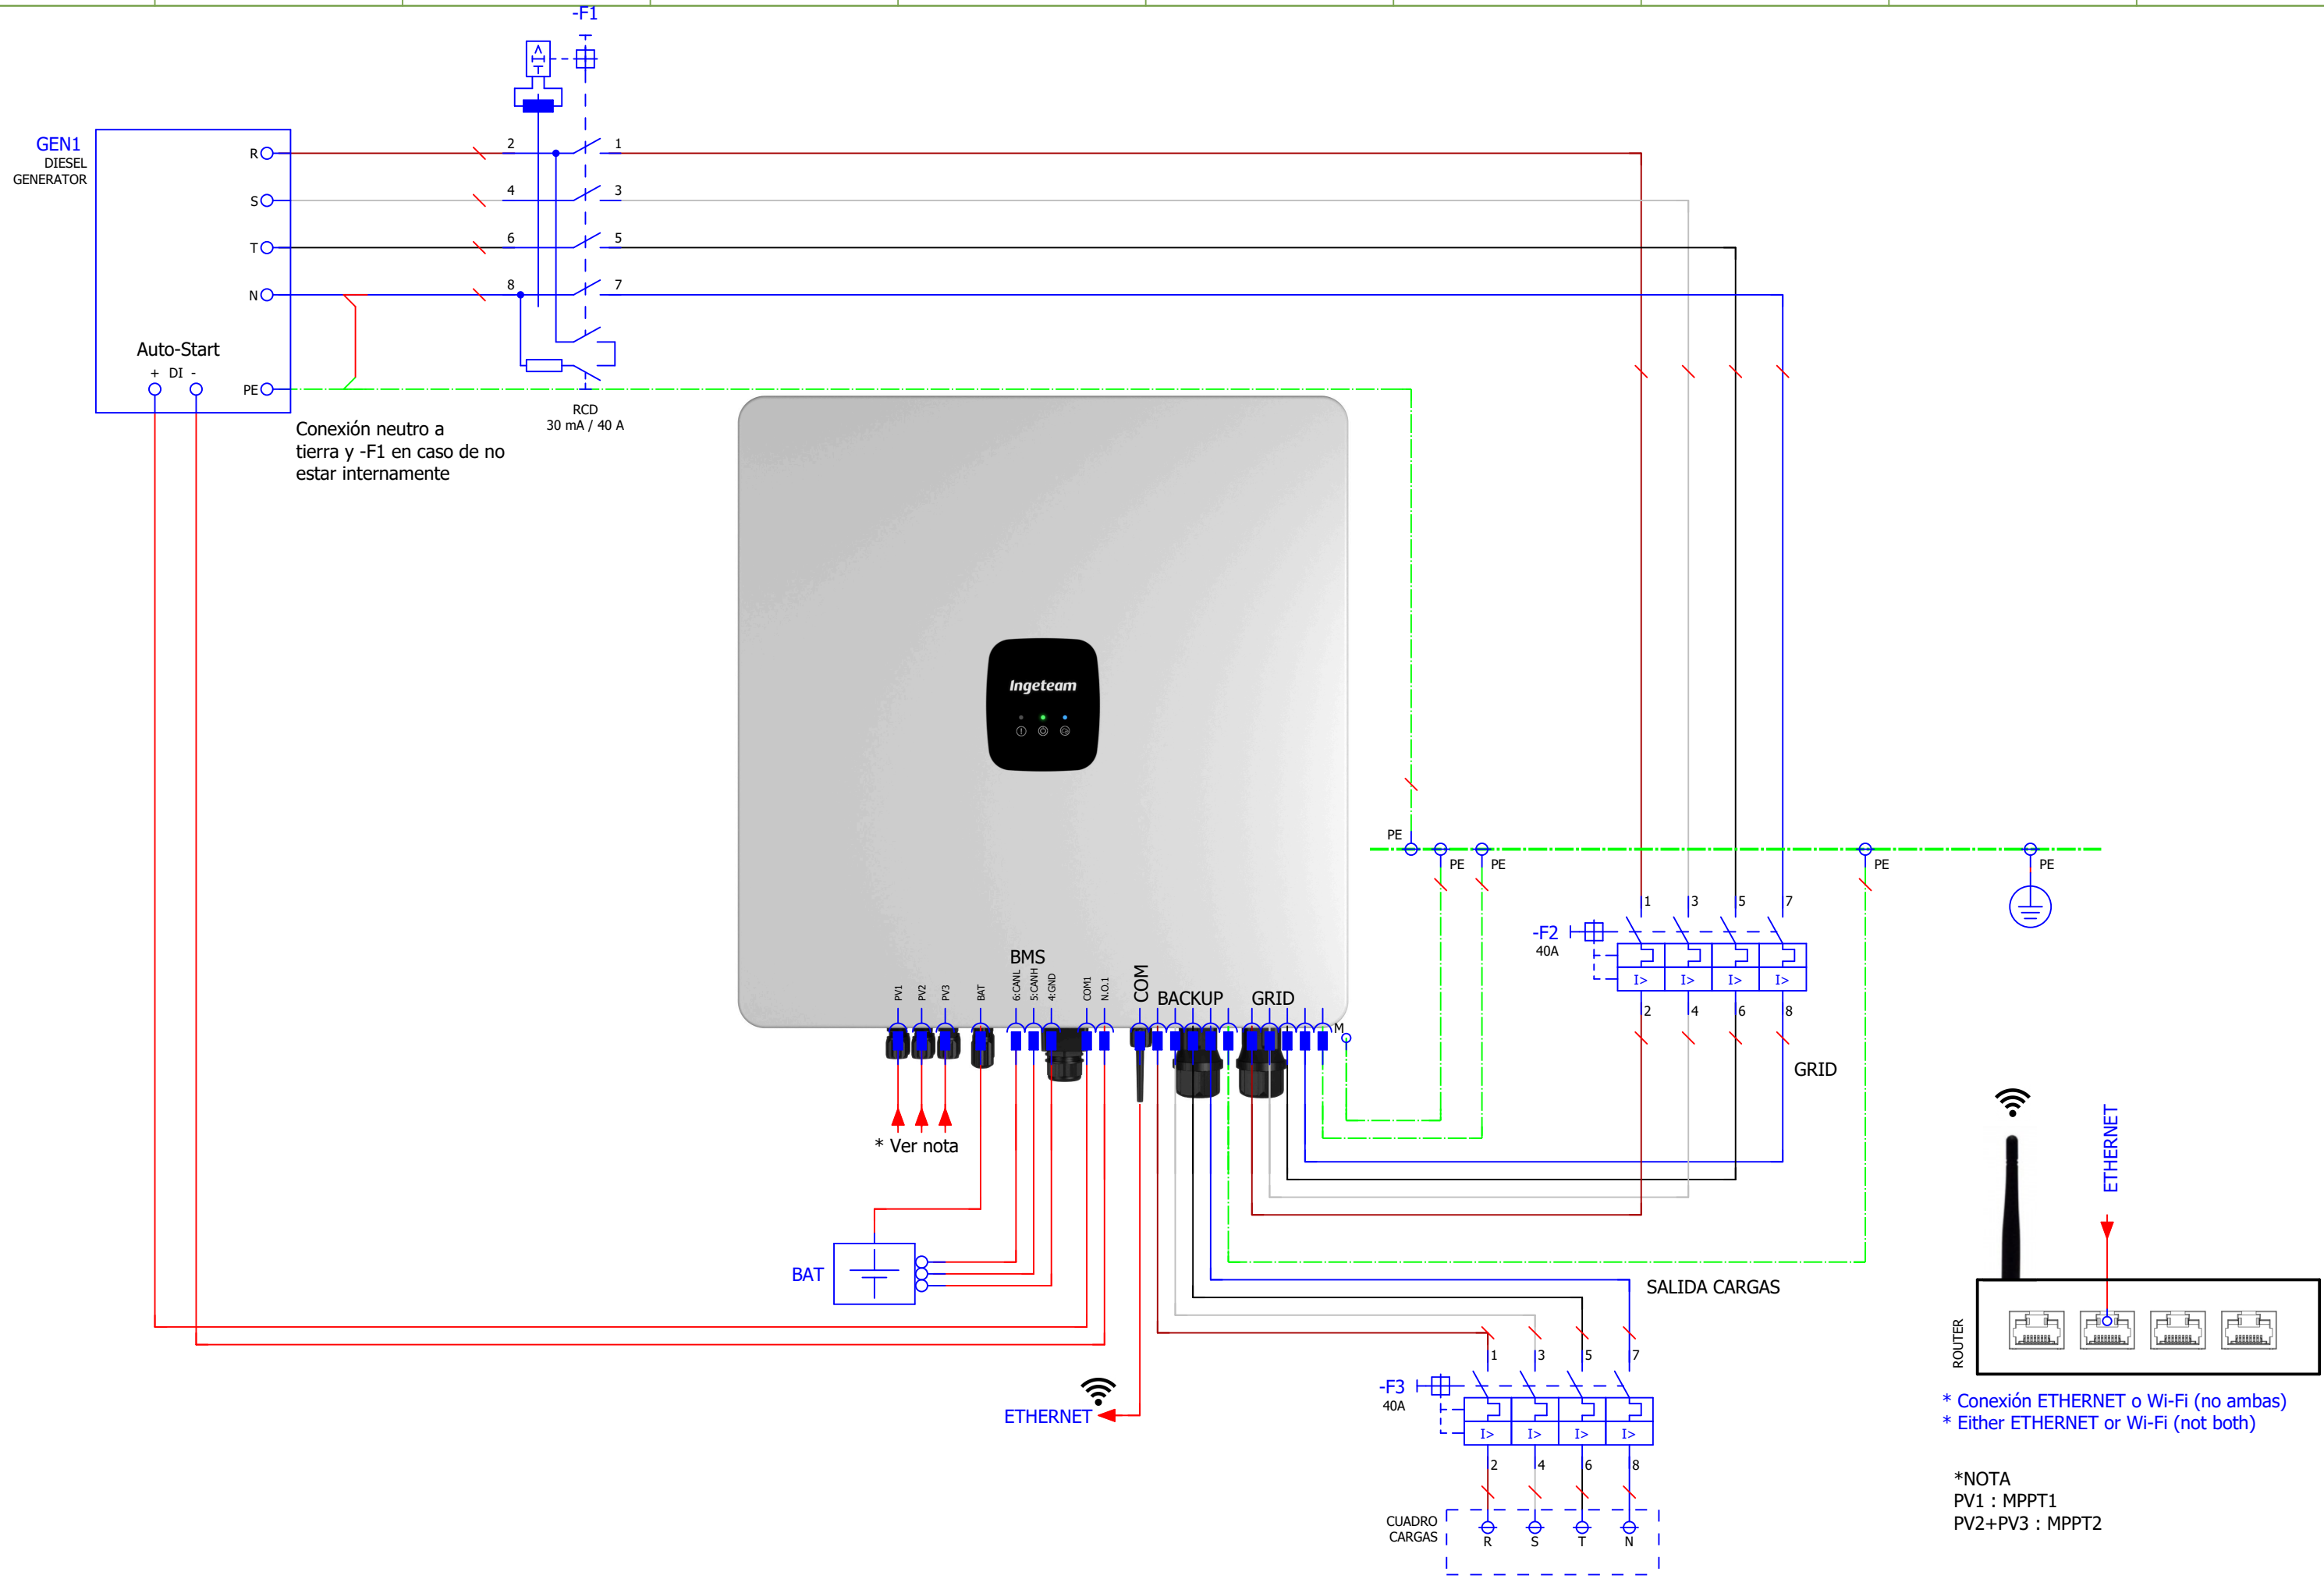 -F1
GEN1
DIESEL
GENERATOR
R
S
T
N
PE
2
4
6
8
1
3
5
7
Auto-Start
+ DI -
RCD
30 mA / 40 A
Conexión neutro a
tierra y -F1 en caso de no
estar internamente
Ingeteam
PE
PE
PE
PE
PE
-F2
40A
1
3
5
7
I>
I>
I>
I>
2
4
6
8
GRID
BMS
PV1
PV2
PV3
BAT
6:CANL
5:CANH
4:GND
COM1
N.O.1
COM
BACKUP
GRID
M
* Ver nota
BAT
ETHERNET
SALIDA CARGAS
-F3
40A
1
3
5
7
I>
I>
I>
I>
2
4
6
8
CUADRO
CARGAS
R
S
T
N
ETHERNET
ROUTER
* Conexión ETHERNET o Wi-Fi (no ambas)
* Either ETHERNET or Wi-Fi (not both)
*NOTA
PV1 : MPPT1
PV2+PV3 : MPPT2